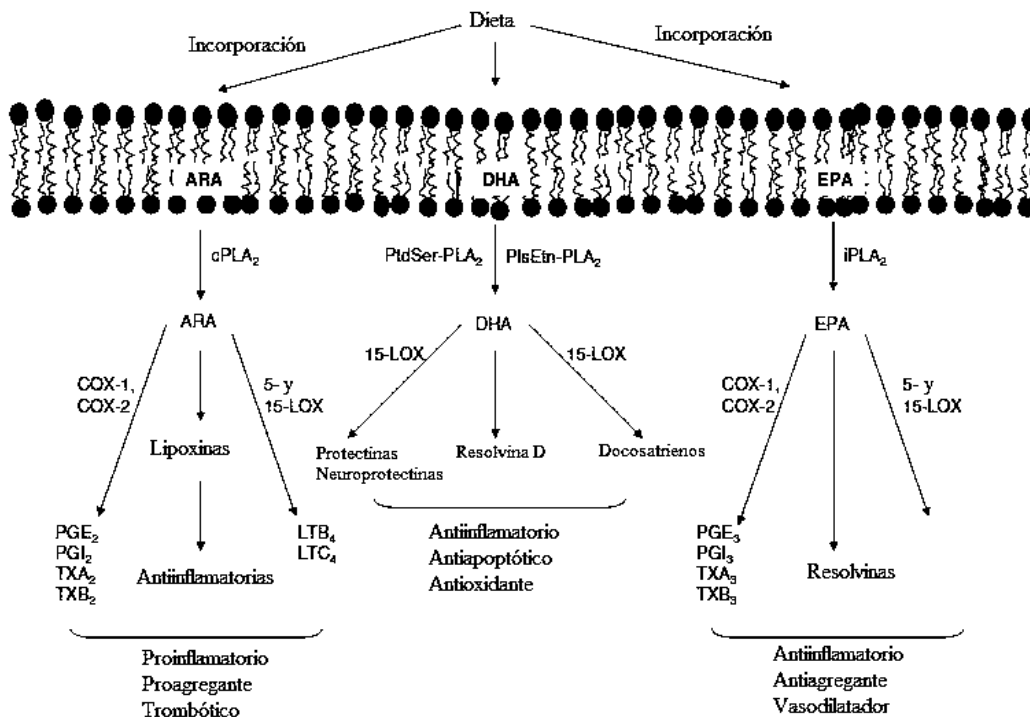 Dieta
Incorporación
Incorporación
ARA
DHA
EPA
cPLA₂
PtdSer-PLA₂
PlsEtn-PLA₂
iPLA₂
ARA
DHA
EPA
COX-1,
COX-2
5- y
15-LOX
15-LOX
15-LOX
COX-1,
COX-2
5- y
15-LOX
Lipoxinas
Protectinas
Neuroprotectinas
Resolvina D
Docosatrienos
PGE₂
PGI₂
TXA₂
TXB₂
Antiinflamatorias
LTB₄
LTC₄
Antiinflamatorio
Antiapoptótico
Antioxidante
PGE₃
PGI₃
TXA₃
TXB₃
Resolvinas
Proinflamatorio
Proagregante
Trombótico
Antiinflamatorio
Antiagregante
Vasodilatador